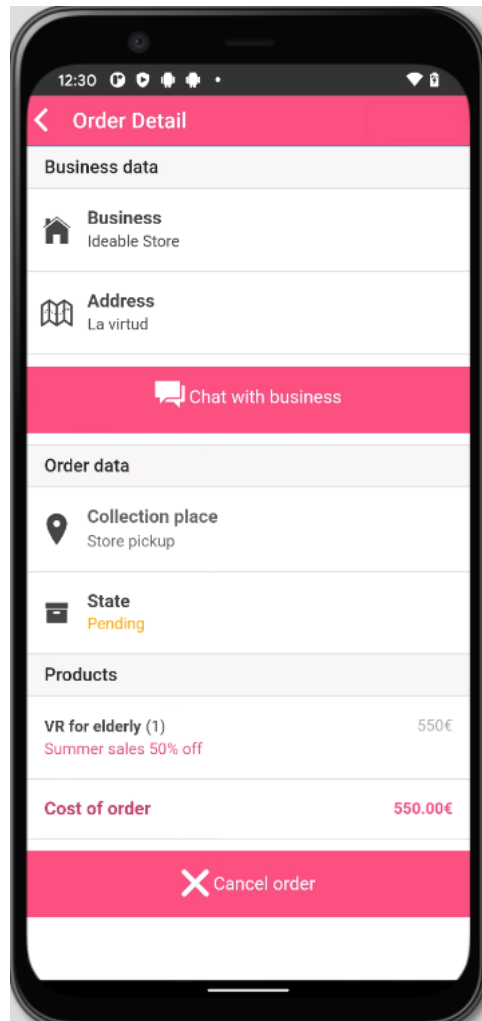 12:30
Order Detail
Business data
Business
Ideable Store
Address
La virtud
Chat with business
Order data
Collection place
Store pickup
State
Pending
Products
VR for elderly (1) 550€
Summer sales 50% off
Cost of order 550.00€
Cancel order